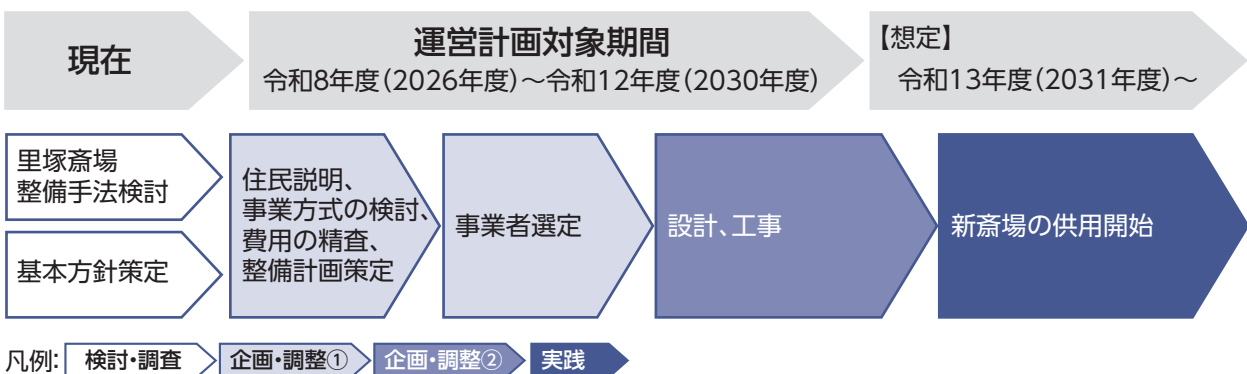 現在
運営計画対象期間
令和8年度(2026年度)～令和12年度(2030年度)
【想定】
令和13年度(2031年度)～
里塚斎場
整備手法検討
基本方針策定
住民説明、
事業方式の検討、
費用の精査、
整備計画策定
事業者選定
設計、工事
新斎場の供用開始
凡例: 検討・調査 企画・調整① 企画・調整② 実践